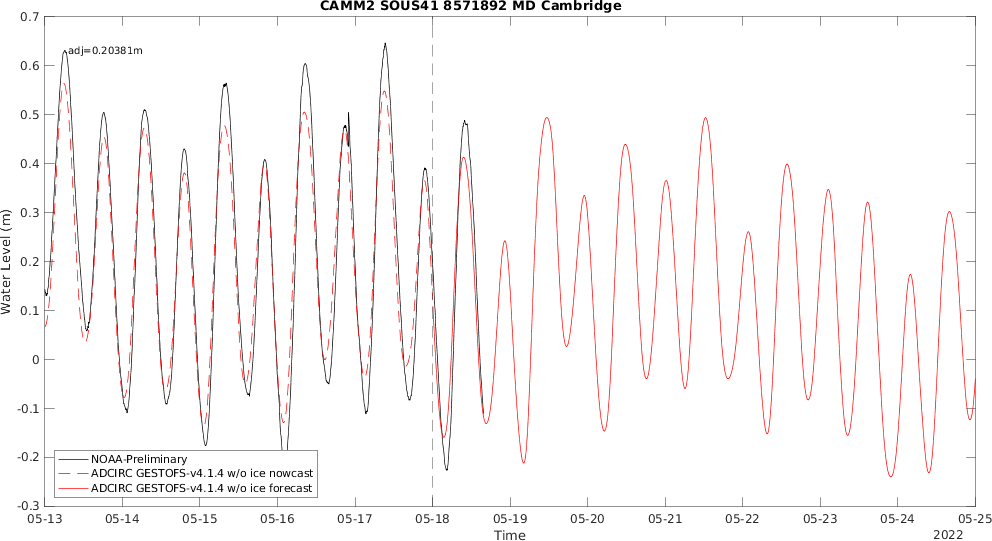 CAMM2 SOUS41 8571892 MD Cambridge
0.7
adj=0.20381m
0.6
0.5
0.4
0.3
0.2
0.1
0
-0.1
-0.2
-0.3
Water Level (m)
NOAA-Preliminary
ADCIRC GESTOFS-v4.1.4 w/o ice nowcast
ADCIRC GESTOFS-v4.1.4 w/o ice forecast
05-13 05-14 05-15 05-16 05-17 05-18 05-19 05-20 05-21 05-22 05-23 05-24 05-25
Time
2022